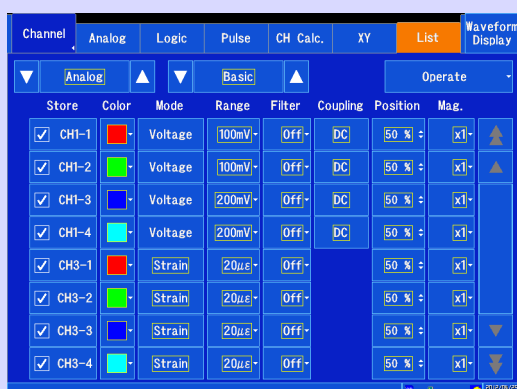 Channel Analog Logic Pulse CH Calc. XY List Waveform Display
Analog Basic Operate
Store Color Mode Range Filter Coupling Position Mag.
CH1-1 Voltage 100mV Off DC 50 % x1
CH1-2 Voltage 100mV Off DC 50 % x1
CH1-3 Voltage 200mV Off DC 50 % x1
CH1-4 Voltage 200mV Off DC 50 % x1
CH3-1 Strain 20με Off 50 % x1
CH3-2 Strain 20με Off 50 % x1
CH3-3 Strain 20με Off 50 % x1
CH3-4 Strain 20με Off 50 % x1